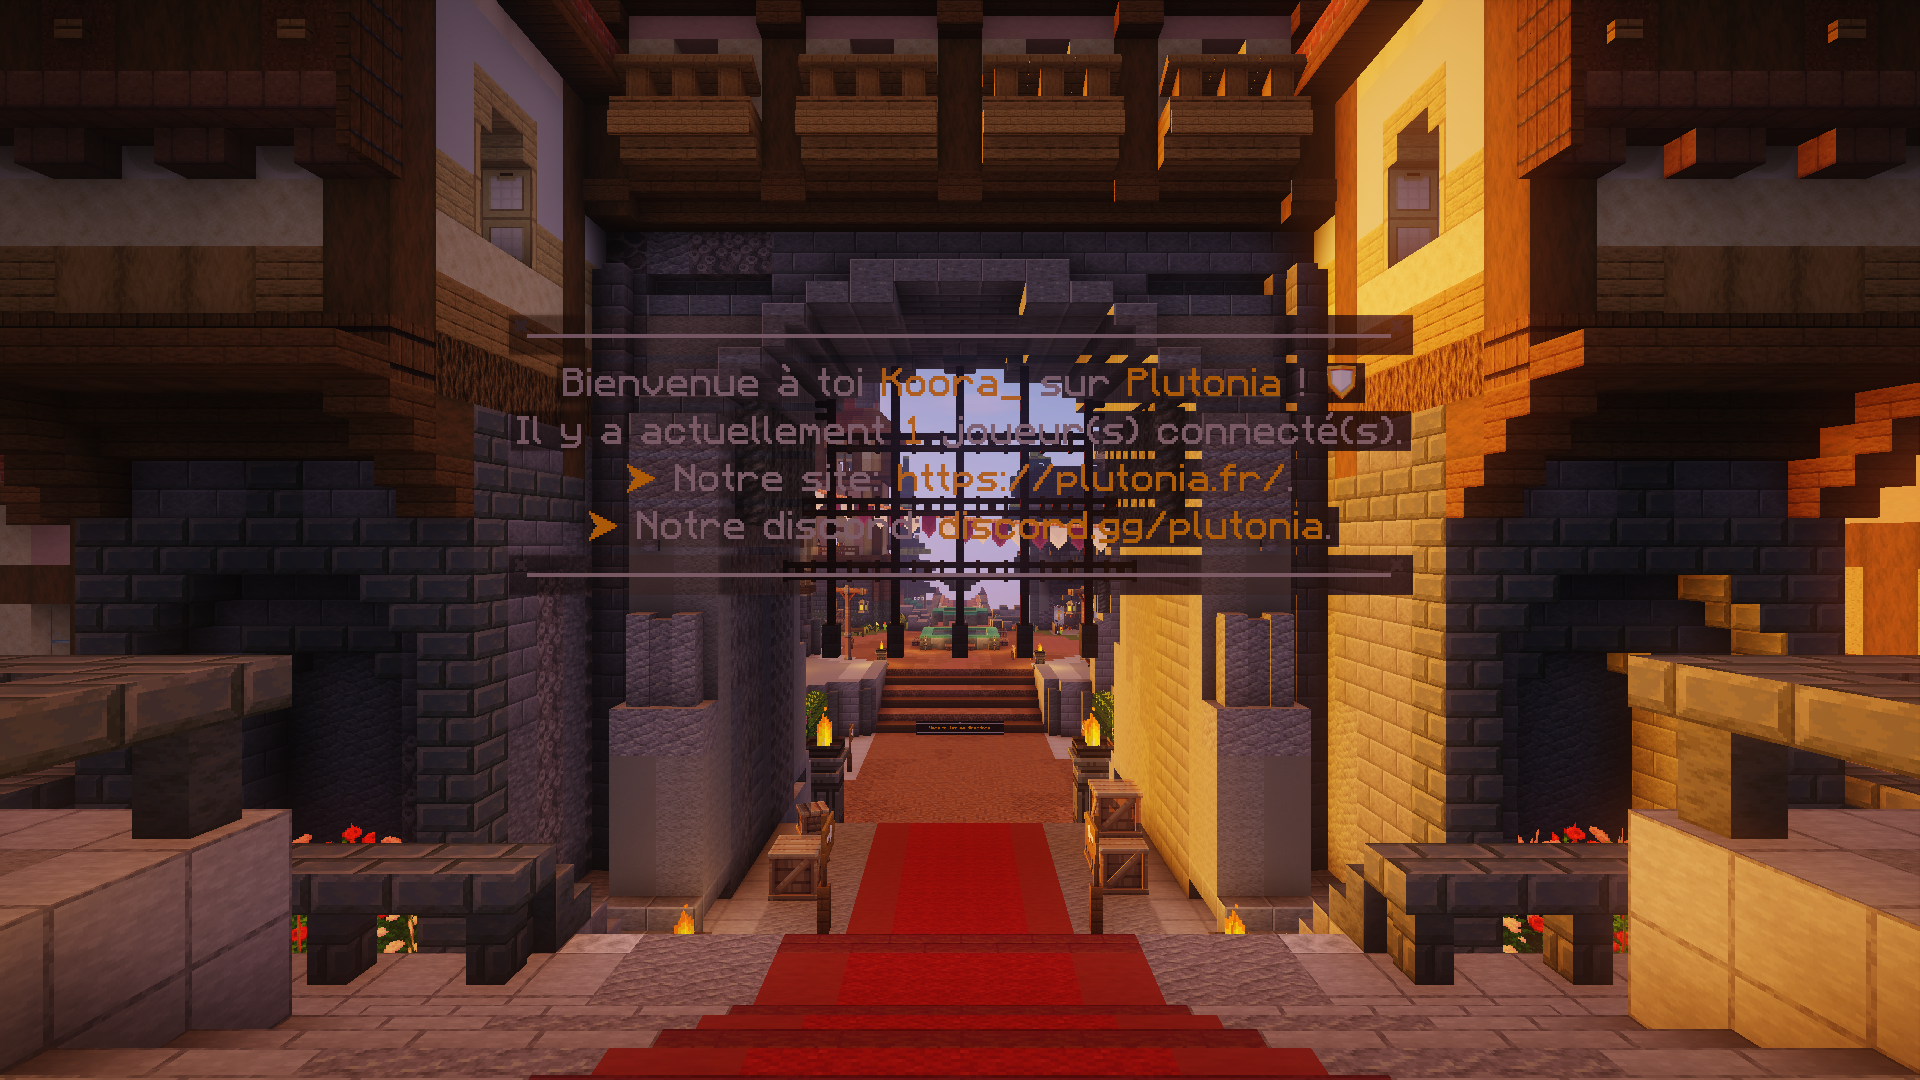 Bienvenue à toi Koora_ sur Plutonia !
Il y a actuellement 1 joueur(s) connecté(s).
➤ Notre site: https://plutonia.fr/.
➤ Notre discord: discord.gg/plutonia.